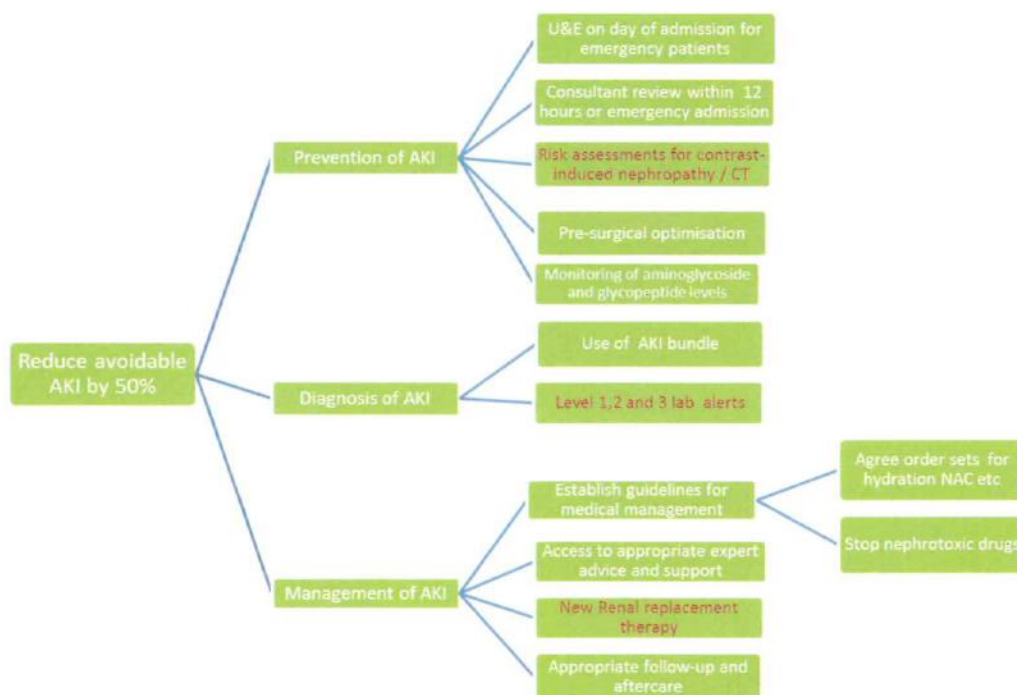 U&E on day of admission for
emergency patients
Consultant review within 12
hours or emergency admission
Prevention of AKI
Risk assessments for contrast-
induced nephropathy / CT
Pre-surgical optimisation
Monitoring of aminoglycoside
and glycopeptide levels
Reduce avoidable
AKI by 50%
Use of AKI bundle
Diagnosis of AKI
Level 1,2 and 3 lab alerts
Establish guidelines for
medical management
Agree order sets for
hydration NAC etc
Stop nephrotoxic drugs
Access to appropriate expert
advice and support
Management of AKI
New Renal replacement
therapy
Appropriate follow-up and
aftercare